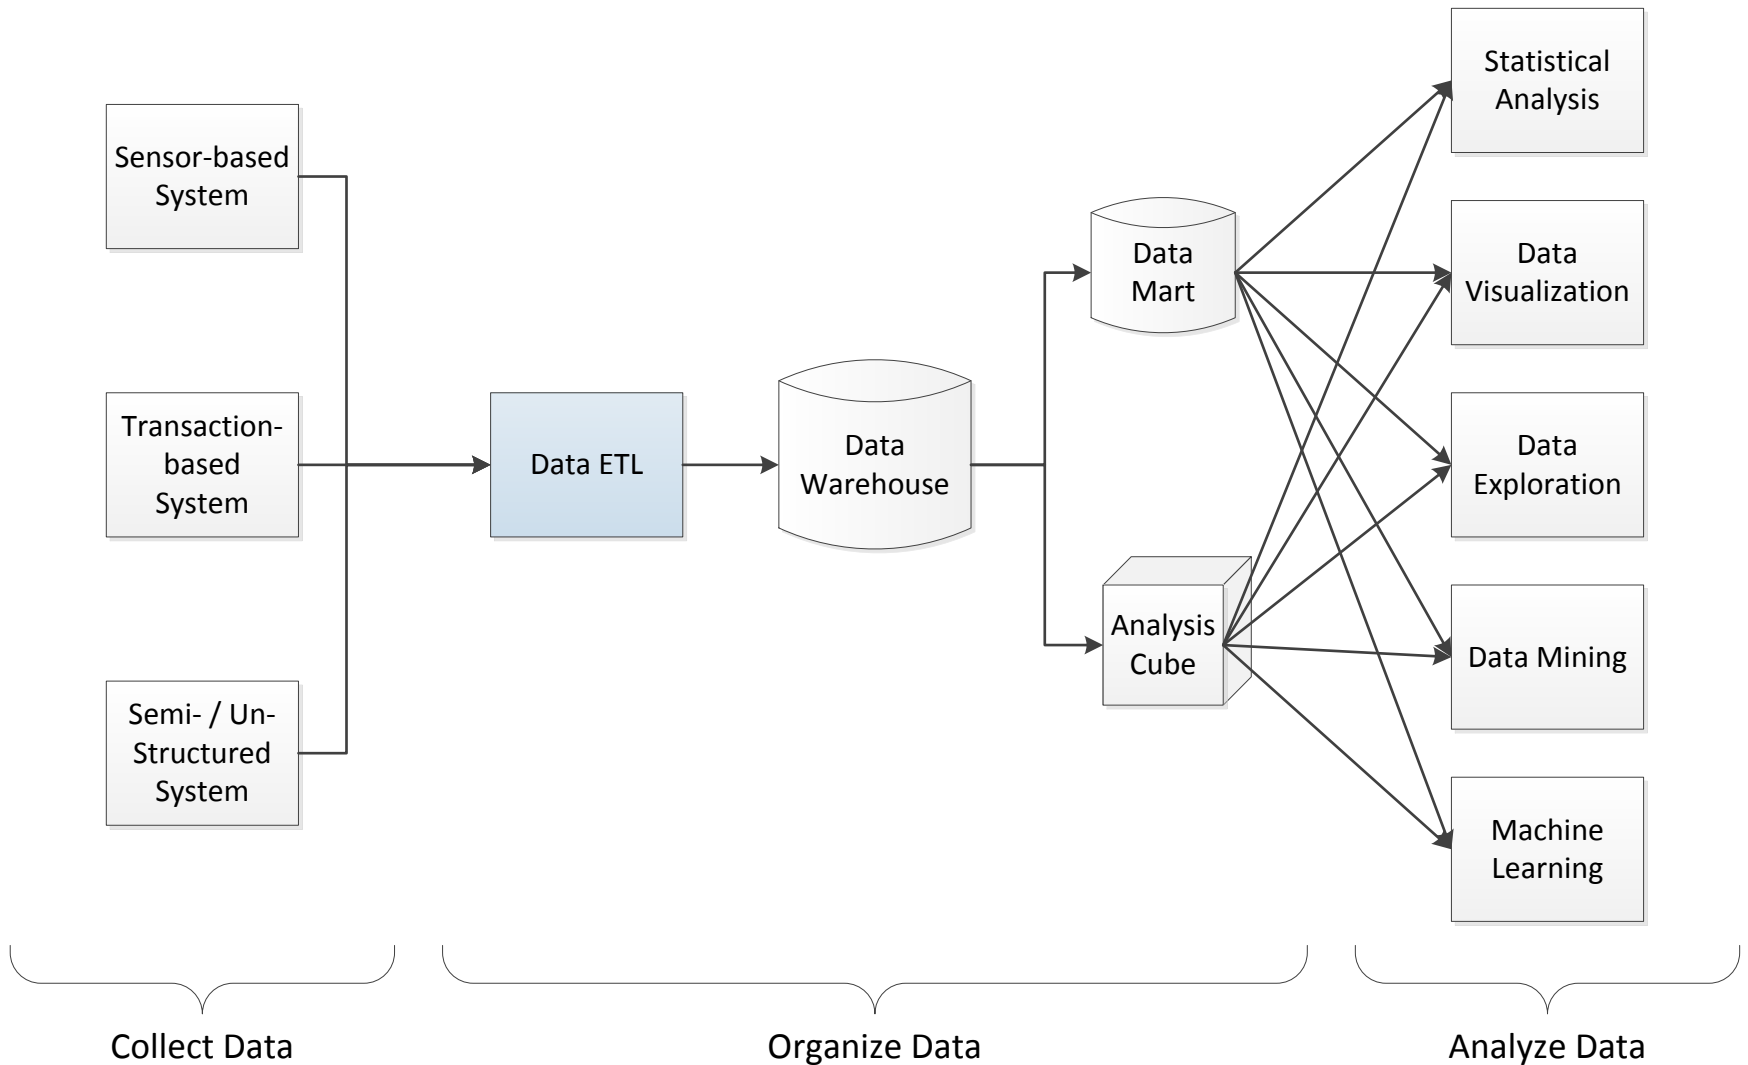 Sensor-based
System
Transaction-
based
System
Semi- / Un-
Structured
System
Data ETL
Data
Warehouse
Data
Mart
Analysis
Cube
Statistical
Analysis
Data
Visualization
Data
Exploration
Data Mining
Machine
Learning
Collect Data
Organize Data
Analyze Data